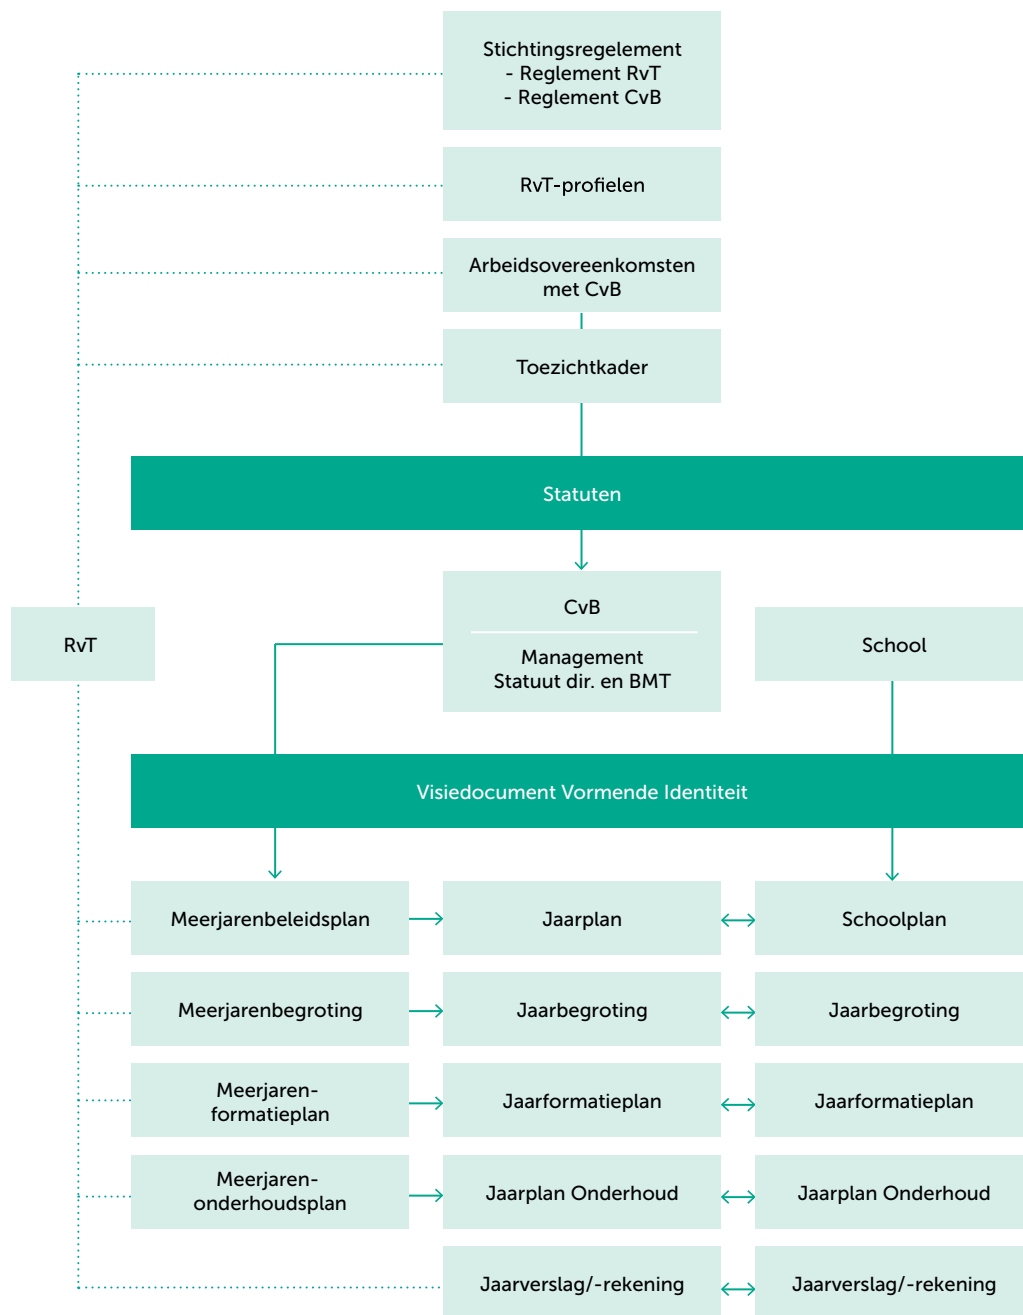 Stichtingsregelement
- Reglement RvT
- Reglement CvB
RvT-profielen
Arbeidsovereenkomsten
met CvB
Toezichtkader
Statuten
RvT
CvB
Management
Statuut dir. en BMT
School
Visiedocument Vormende Identiteit
Meerjarenbeleidsplan
Jaarplan
Schoolplan
Meerjarenbegroting
Jaarbegroting
Jaarbegroting
Meerjaren-
formatieplan
Jaarformatieplan
Jaarformatieplan
Meerjaren-
onderhoudsplan
Jaarplan Onderhoud
Jaarplan Onderhoud
Jaarverslag/-rekening
Jaarverslag/-rekening